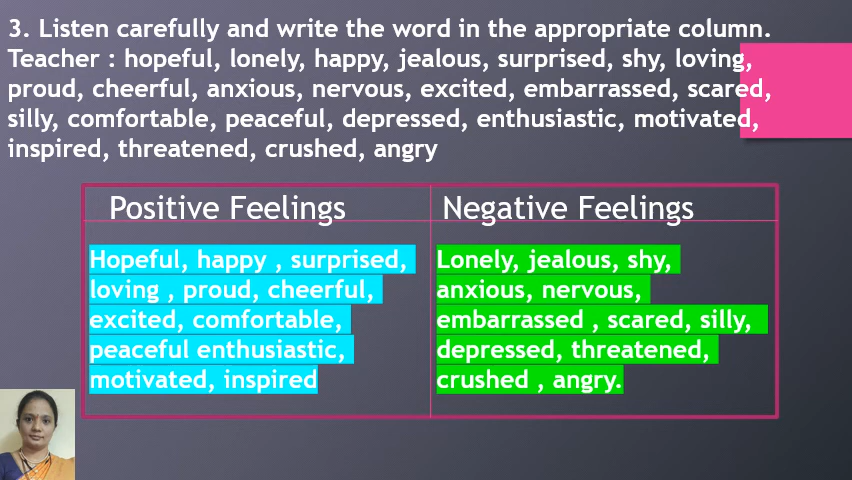 3. Listen carefully and write the word in the appropriate column.
Teacher : hopeful, lonely, happy, jealous, surprised, shy, loving,
proud, cheerful, anxious, nervous, excited, embarrassed, scared,
silly, comfortable, peaceful, depressed, enthusiastic, motivated,
inspired, threatened, crushed, angry
Positive Feelings
Hopeful, happy , surprised,
loving , proud, cheerful,
excited, comfortable,
peaceful enthusiastic,
motivated, inspired
Negative Feelings
Lonely, jealous, shy,
anxious, nervous,
embarrassed , scared, silly,
depressed, threatened,
crushed , angry.